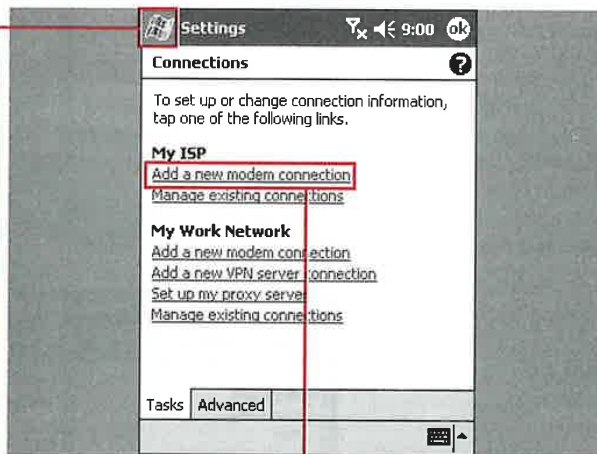 Settings 9:00 ok
Connections ?
To set up or change connection information,
tap one of the following links.
My ISP
Add a new modem connection
Manage existing connections
My Work Network
Add a new modem connection
Add a new VPN server connection
Set up my proxy server
Manage existing connections
Tasks Advanced